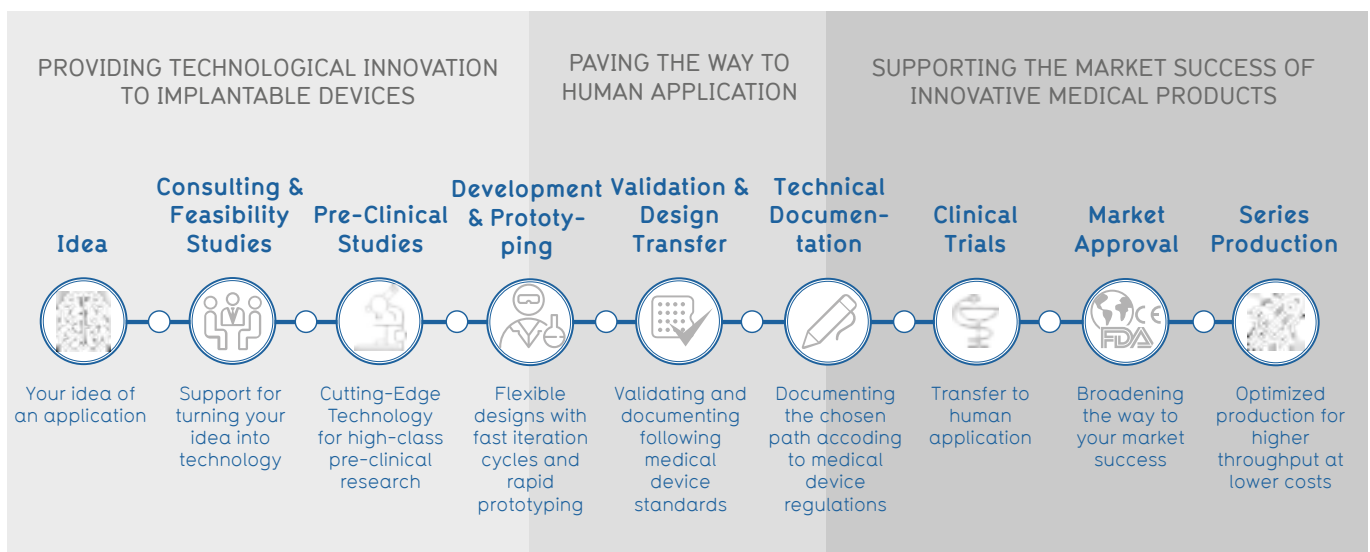 PROVIDING TECHNOLOGICAL INNOVATION
TO IMPLANTABLE DEVICES
PAVING THE WAY TO
HUMAN APPLICATION
SUPPORTING THE MARKET SUCCESS OF
INNOVATIVE MEDICAL PRODUCTS
Idea
Consulting &
Feasibility
Studies
Pre-Clinical
Studies
Development
& Prototy-
ping
Validation &
Design
Transfer
Technical
Documen-
tation
Clinical
Trials
Market
Approval
Series
Production
CE
FDA
Your idea of
an application
Support for
turning your
idea into
technology
Cutting-Edge
Technology
for high-class
pre-clinical
research
Flexible
designs with
fast iteration
cycles and
rapid
prototyping
Validating and
documenting
following
medical
device
standards
Documenting
the chosen
path accoding
to medical
device
regulations
Transfer to
human
application
Broadening
the way to
your market
success
Optimized
production for
higher
throughput at
lower costs